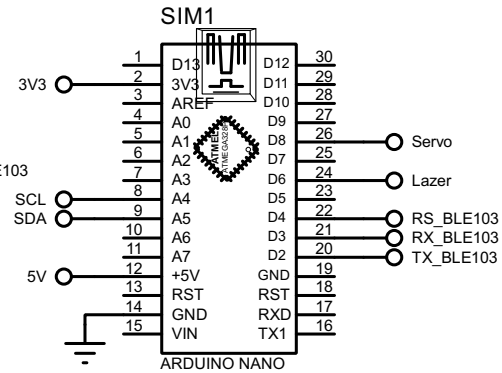 SIM1
1 D13 D12 30
3V3 2 3V3 D11 29
3 AREF D10 28
4 A0 D9 27
5 A1 D8 26 Servo
6 A2 D7 25
E103 7 A3 D6 24 Lazer
SCL 8 A4 D5 23
SDA 9 A5 D4 22 RS_BLE103
10 A6 D3 21 RX_BLE103
11 A7 D2 20 TX_BLE103
5V 12 +5V GND 19
13 RST RST 18
14 GND RXD 17
15 VIN TX1 16
ATMEL
ARDUINO NANO